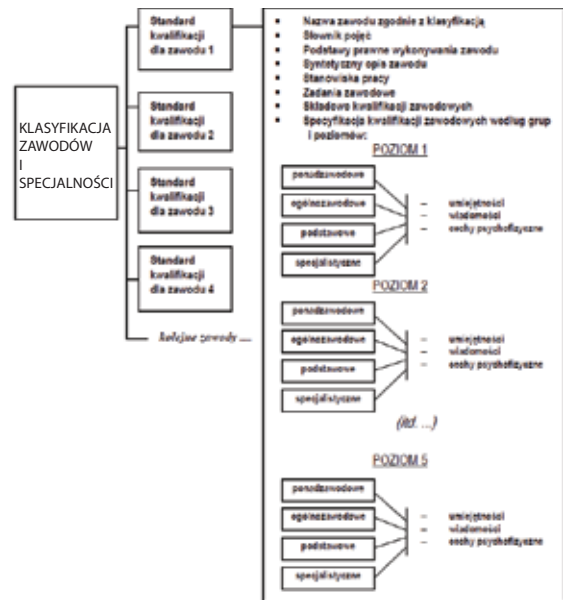 KLASYFIKACJA
ZAWODÓW
I
SPECJALNOŚCI
Standard
kwalifikacji
dla zawodu 1
Standard
kwalifikacji
dla zawodu 2
Standard
kwalifikacji
dla zawodu 3
Standard
kwalifikacji
dla zawodu 4
kolejne zawody ...
Nazwa zawodu zgodnie z klasyfikacją
Słownik pojęć
Podstawy prawne wykonywania zawodu
Syntetyczny opis zawodu
Stanowiska pracy
Zadania zawodowe
Składowe kwalifikacji zawodowych
Specyfikacja kwalifikacji zawodowych według grup
i poziomów:
POZIOM 1
ponadzawodowe
ogólnozawodowe
podstawowe
specjalistyczne
– umiejętności
– wiadomości
– cechy psychofizyczne
POZIOM 2
ponadzawodowe
ogólnozawodowe
podstawowe
specjalistyczne
– umiejętności
– wiadomości
– cechy psychofizyczne
(itd. ...)
POZIOM 5
ponadzawodowe
ogólnozawodowe
podstawowe
specjalistyczne
– umiejętności
– wiadomości
– cechy psychofizyczne